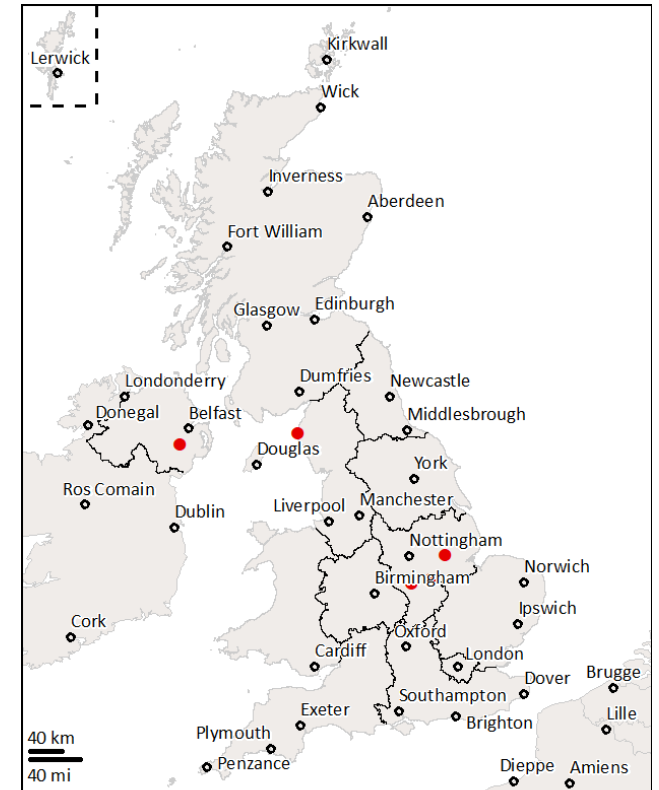 Kirkwall
Lerwick
Wick
Inverness
Aberdeen
Fort William
Glasgow
Edinburgh
Dumfries
Londonderry
Newcastle
Donegal
Belfast
Middlesbrough
Douglas
York
Ros Comain
Manchester
Liverpool
Dublin
Nottingham
Birmingham
Norwich
Ipswich
Cork
Oxford
Cardiff
London
Dover
Brugge
Southampton
Exeter
Lille
Brighton
Plymouth
40 km
Penzance
Dieppe
Amiens
40 mi